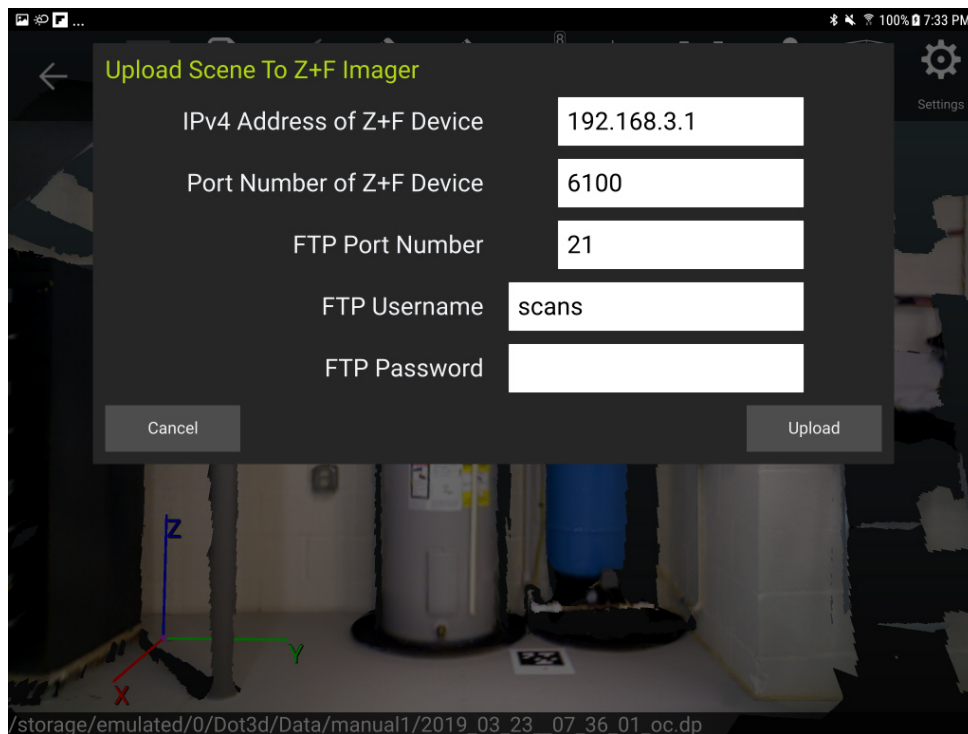 ... 100% 7:33 PM
8
Upload Scene To Z+F Imager
Settings
IPv4 Address of Z+F Device 192.168.3.1
Port Number of Z+F Device 6100
FTP Port Number 21
FTP Username scans
FTP Password
Cancel Upload
Z
Y
X
/storage/emulated/0/Dot3d/Data/manual1/2019_03_23__07_36_01_oc.dp